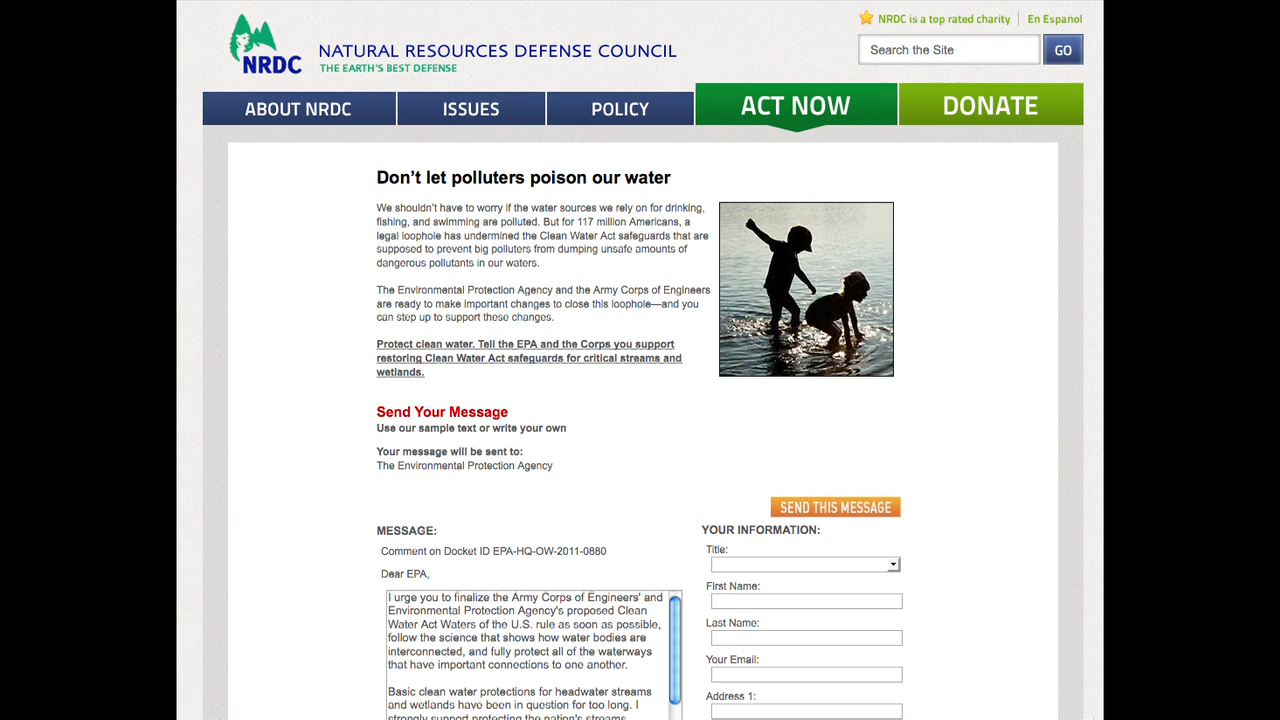 NRDC is a top rated charity
En Español
NRDC
NATURAL RESOURCES DEFENSE COUNCIL
THE EARTH'S BEST DEFENSE
Search the Site
GO
ABOUT NRDC
ISSUES
POLICY
ACT NOW
DONATE
Don't let polluters poison our water
We shouldn't have to worry if the water sources we rely on for drinking,
fishing, and swimming are polluted. But for 117 million Americans, a
legal loophole has undermined the Clean Water Act safeguards that are
supposed to prevent big polluters from dumping unsafe amounts of
dangerous pollutants in our waters.
The Environmental Protection Agency and the Army Corps of Engineers
are ready to make important changes to close this loophole—and you
can step up to support these changes.
Protect clean water. Tell the EPA and the Corps you support
restoring Clean Water Act safeguards for critical streams and
wetlands.
Send Your Message
Use our sample text or write your own
Your message will be sent to:
The Environmental Protection Agency
SEND THIS MESSAGE
MESSAGE:
Comment on Docket ID EPA-HQ-OW-2011-0880
Dear EPA,
I urge you to finalize the Army Corps of Engineers' and
Environmental Protection Agency's proposed Clean
Water Act Waters of the U.S. rule as soon as possible,
follow the science that shows how water bodies are
interconnected, and fully protect all of the waterways
that have important connections to one another.
Basic clean water protections for headwater streams
and wetlands have been in question for too long. I
strongly support protecting the nation's streams
YOUR INFORMATION:
Title:
First Name:
Last Name:
Your Email:
Address 1: